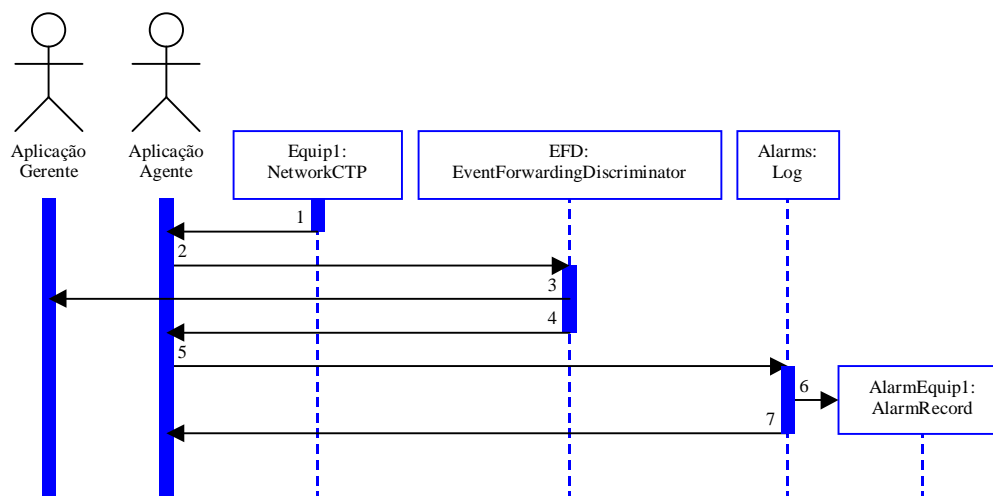 Aplicação
Gerente
Aplicação
Agente
Equip1:
NetworkCTP
EFD:
EventForwardingDiscriminator
Alarms:
Log
1
2
3
4
5
6
AlarmEquip1:
AlarmRecord
7